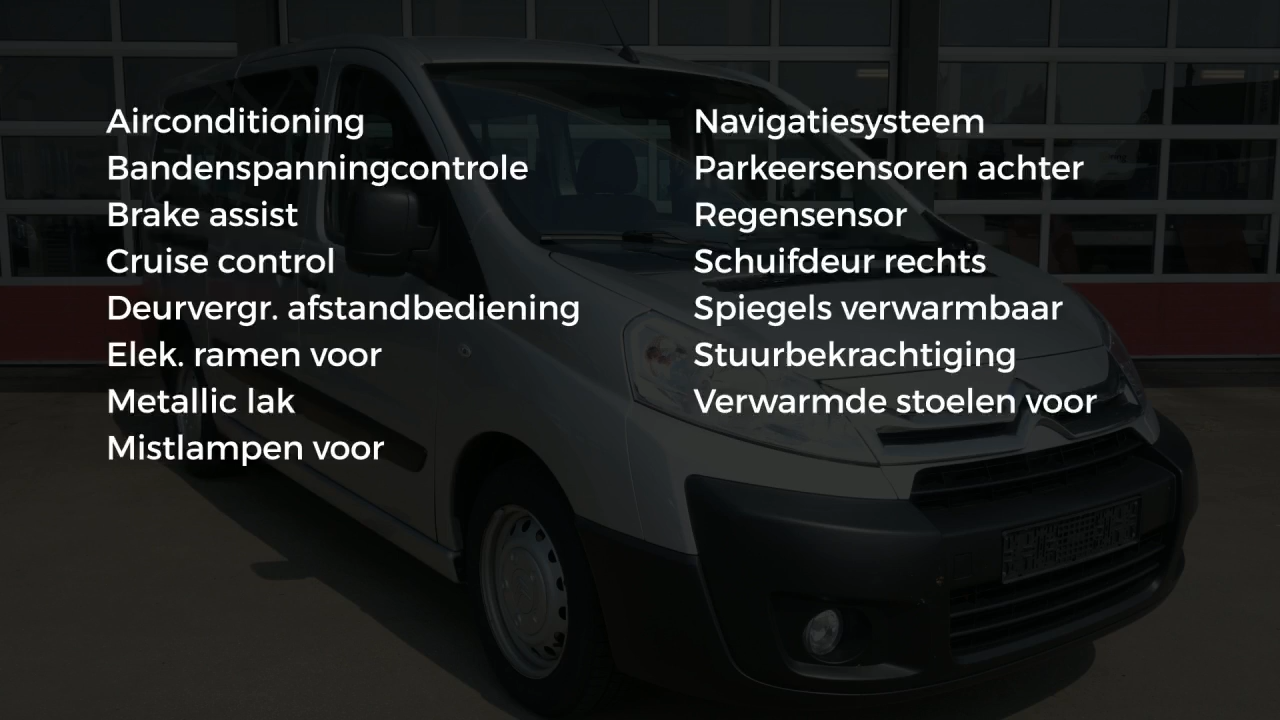 Airconditioning
Bandenspanningcontrole
Brake assist
Cruise control
Deurvergr. afstandbediening
Elek. ramen voor
Metallic lak
Mistlampen voor
Navigatiesysteem
Parkeersensoren achter
Regensensor
Schuifdeur rechts
Spiegels verwarmbaar
Stuurbekrachtiging
Verwarmde stoelen voor